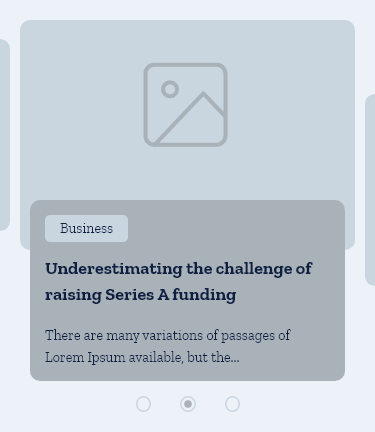 Business
Underestimating the challenge of
raising Series A funding
There are many variations of passages of
Lorem Ipsum available, but the...